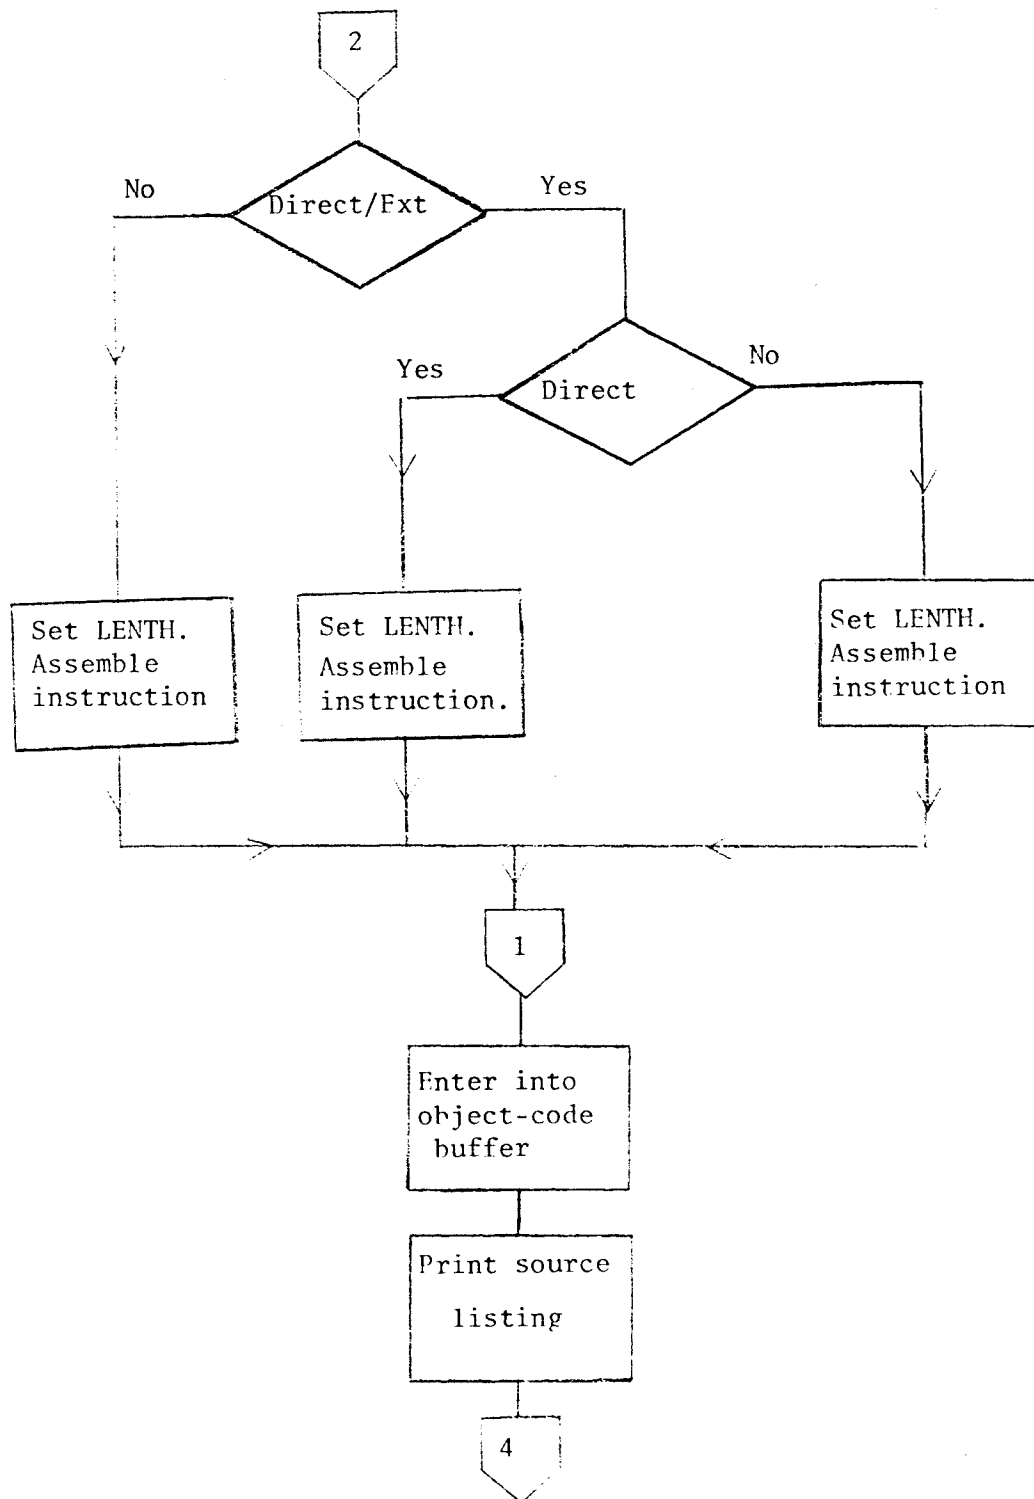 2
No
Direct/Ext
Yes
Yes
Direct
No
Set LENTH.
Assemble
instruction
Set LENTH.
Assemble
instruction.
Set LENTH.
Assemble
instruction
1
Enter into
object-code
buffer
Print source
listing
4